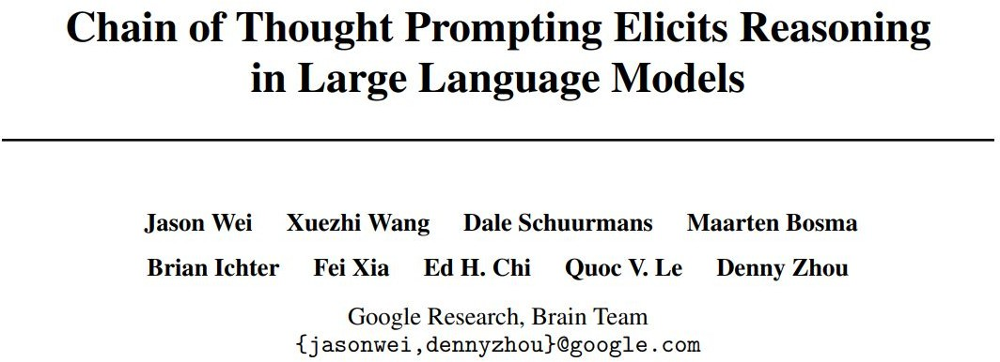 Chain of Thought Prompting Elicits Reasoning
in Large Language Models
Jason Wei Xuezhi Wang Dale Schuurmans Maarten Bosma
Brian Ichter Fei Xia Ed H. Chi Quoc V. Le Denny Zhou
Google Research, Brain Team
{jasonwei,dennyzhou}@google.com